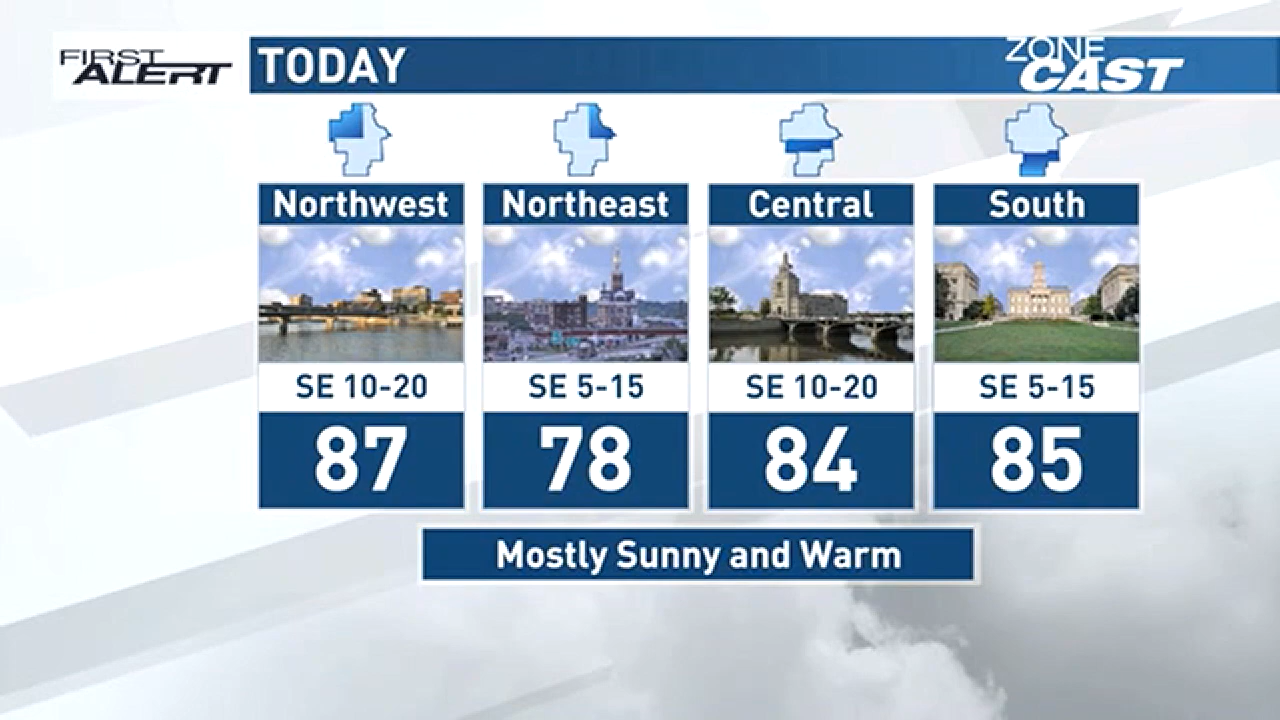 FIRST
ALERT
TODAY
ZONE
CAST
Northwest
Northeast
Central
South
SE 10-20
SE 5-15
SE 10-20
SE 5-15
87
78
84
85
Mostly Sunny and Warm